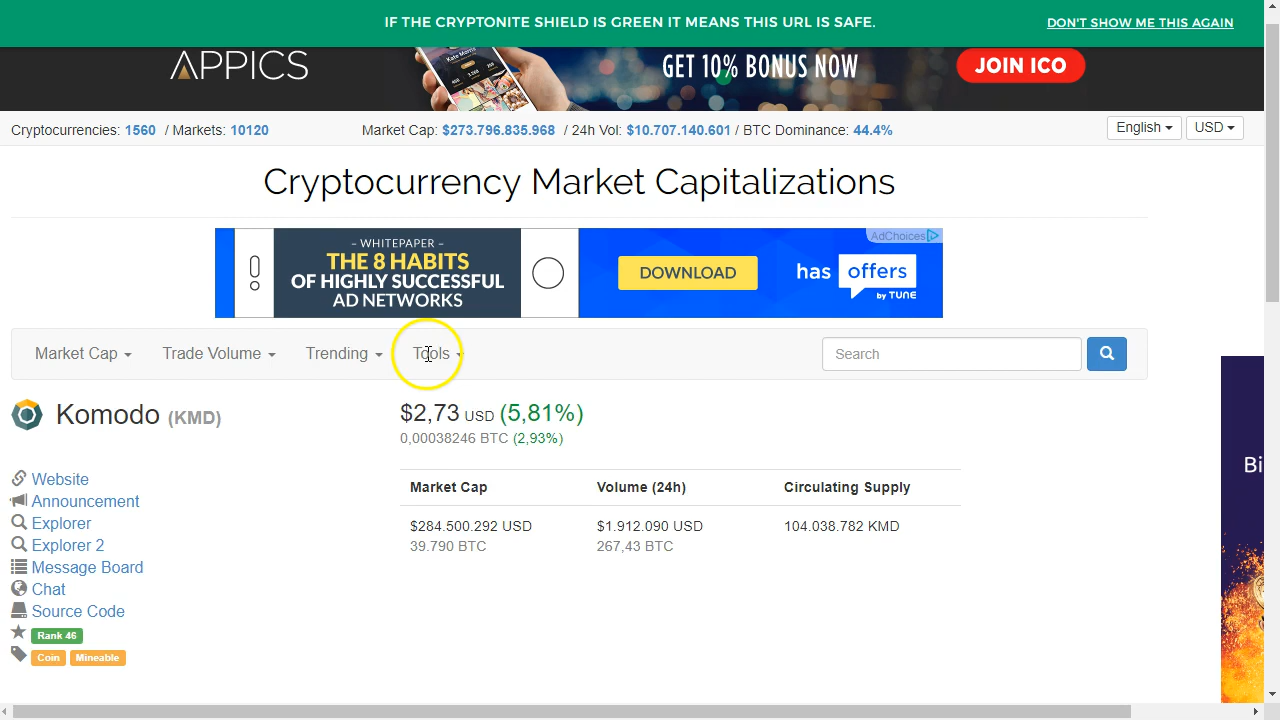 IF THE CRYPTONITE SHIELD IS GREEN IT MEANS THIS URL IS SAFE.
DON'T SHOW ME THIS AGAIN
APPICS
GET 10% BONUS NOW
JOIN ICO
Cryptocurrencies: 1560 / Markets: 10120
Market Cap: $273.796.835.968 / 24h Vol: $10.707.140.601 / BTC Dominance: 44.4%
English
USD
Cryptocurrency Market Capitalizations
– WHITEPAPER –
THE 8 HABITS
OF HIGHLY SUCCESSFUL
AD NETWORKS
DOWNLOAD
has offers
by TUNE
AdChoices
Market Cap
Trade Volume
Trending
Tools
Search
Komodo (KMD)
$2,73 USD (5,81%)
0,00038246 BTC (2,93%)
Website
Announcement
Explorer
Explorer 2
Message Board
Chat
Source Code
Rank 46
Coin Mineable
Market Cap Volume (24h) Circulating Supply
$284.500.292 USD $1.912.090 USD 104.038.782 KMD
39.790 BTC 267,43 BTC
Bi